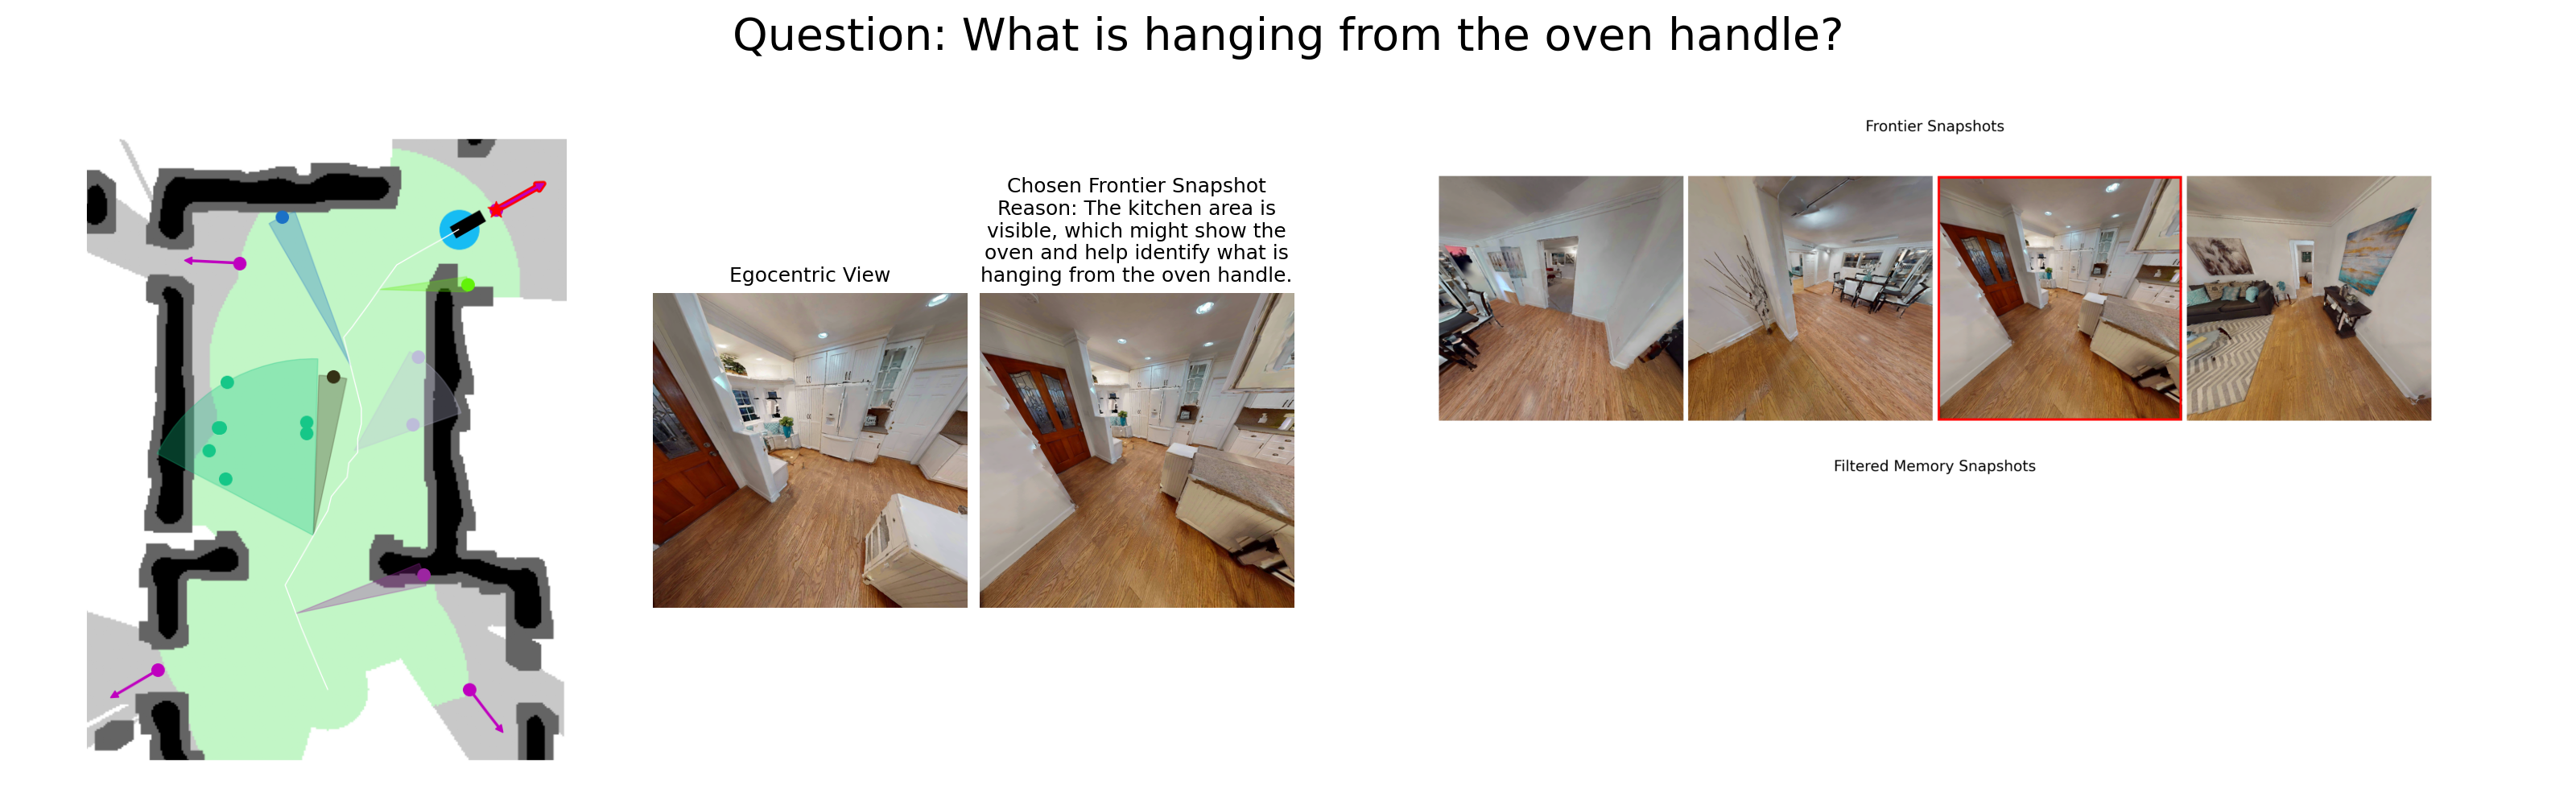 Question: What is hanging from the oven handle?
Frontier Snapshots
Chosen Frontier Snapshot
Reason: The kitchen area is
visible, which might show the
oven and help identify what is
hanging from the oven handle.
Egocentric View
Filtered Memory Snapshots